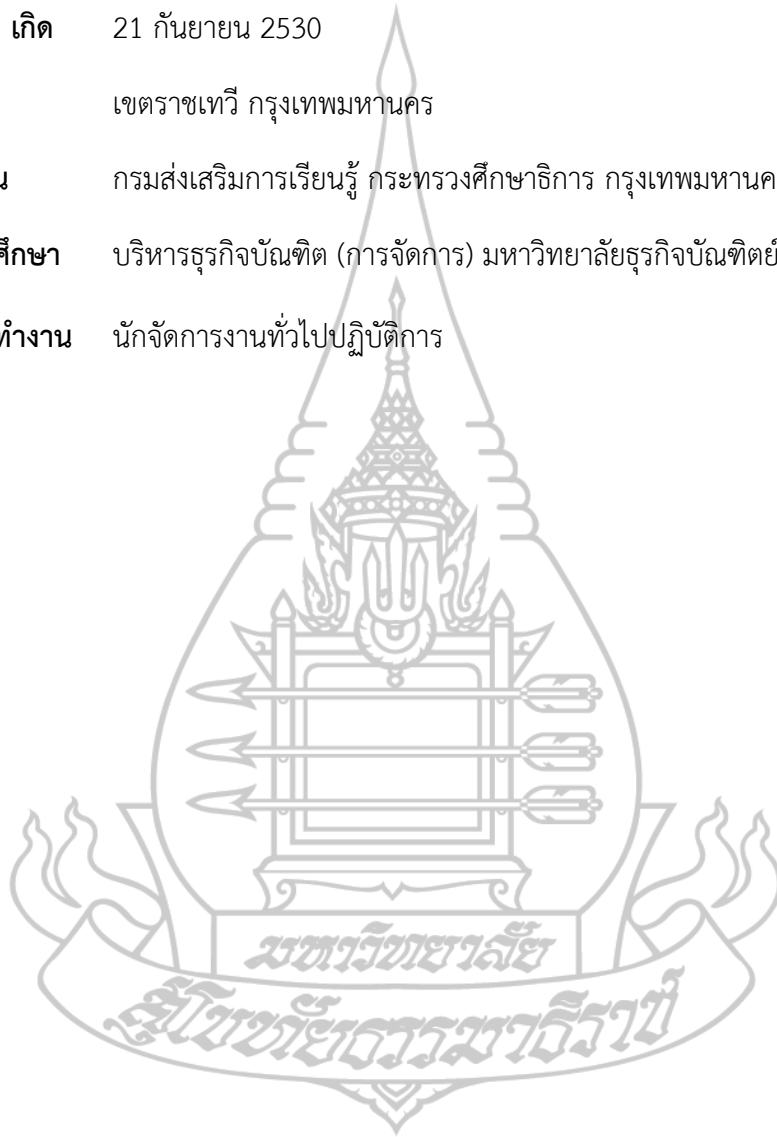 เกิด 21 กันยายน 2530
เขตราชเทวี กรุงเทพมหานคร
น กรมส่งเสริมการเรียนรู้ กระทรวงศึกษาธิการ กรุงเทพมหานค
ศึกษา บริหารธุรกิจบัณฑิต (การจัดการ) มหาวิทยาลัยธุรกิจบัณฑิตย์
ทำงาน นักจัดการงานทั่วไปปฏิบัติการ
มหาวิทยาลัย
สุโขทัยธรรมาธิราช